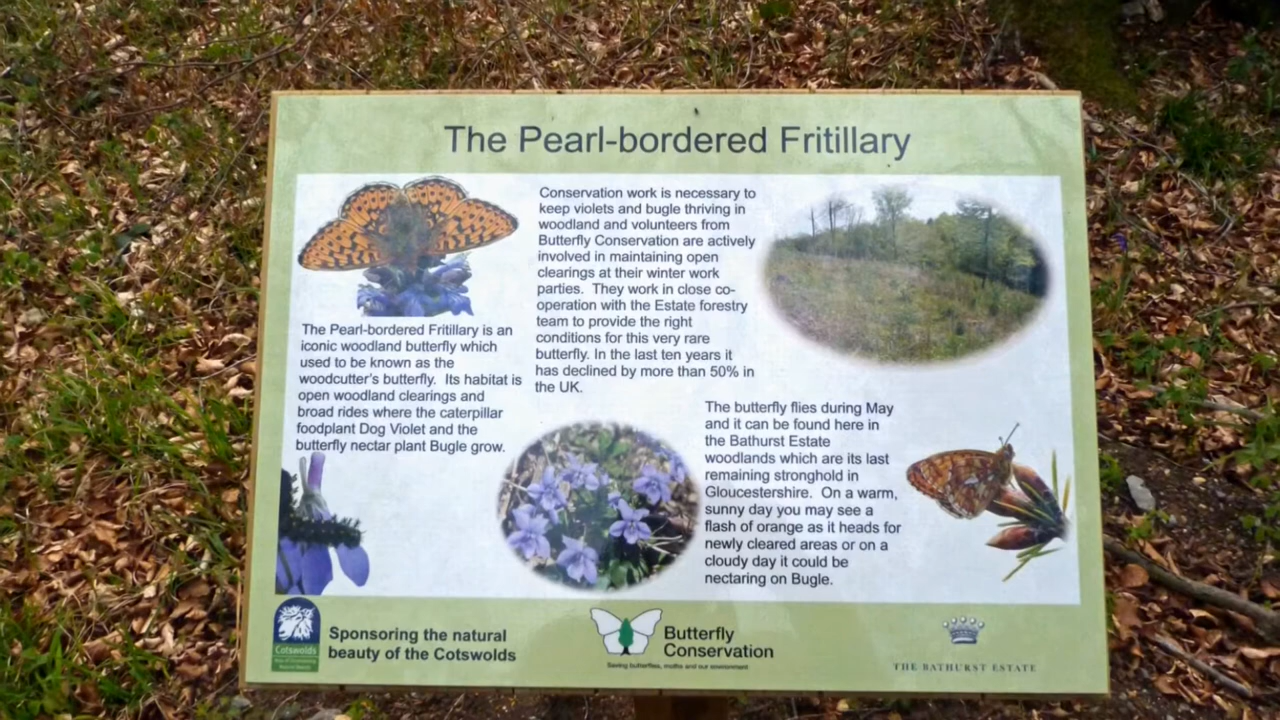 The Pearl-bordered Fritillary
The Pearl-bordered Fritillary is an
iconic woodland butterfly which
used to be known as the
woodcutter's butterfly. Its habitat is
open woodland clearings and
broad rides where the caterpillar
foodplant Dog Violet and the
butterfly nectar plant Bugle grow.
Conservation work is necessary to
keep violets and bugle thriving in
woodland and volunteers from
Butterfly Conservation are actively
involved in maintaining open
clearings at their winter work
parties. They work in close co-
operation with the Estate forestry
team to provide the right
conditions for this very rare
butterfly. In the last ten years it
has declined by more than 50% in
the UK.
The butterfly flies during May
and it can be found here in
the Bathurst Estate
woodlands which are its last
remaining stronghold in
Gloucestershire. On a warm,
sunny day you may see a
flash of orange as it heads for
newly cleared areas or on a
cloudy day it could be
nectaring on Bugle.
Cotswolds
Sponsoring the natural
beauty of the Cotswolds
Butterfly
Conservation
Saving butterflies, moths and our environment
THE BATHURST ESTATE